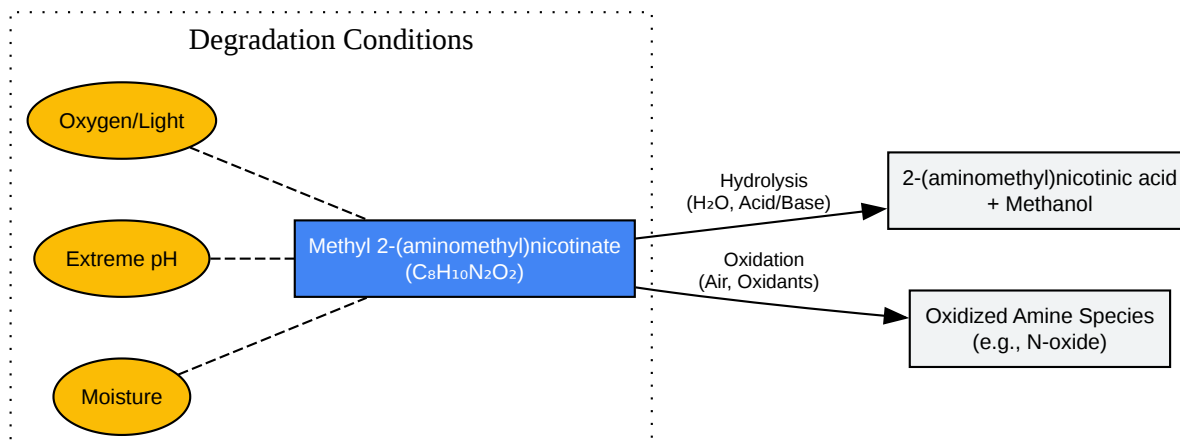 Degradation Conditions
Oxygen/Light
Extreme pH
Moisture
Methyl 2-(aminomethyl)nicotinate
(C₈H₁₀N₂O₂)
Hydrolysis
(H₂O, Acid/Base)
Oxidation
(Air, Oxidants)
2-(aminomethyl)nicotinic acid
+ Methanol
Oxidized Amine Species
(e.g., N-oxide)